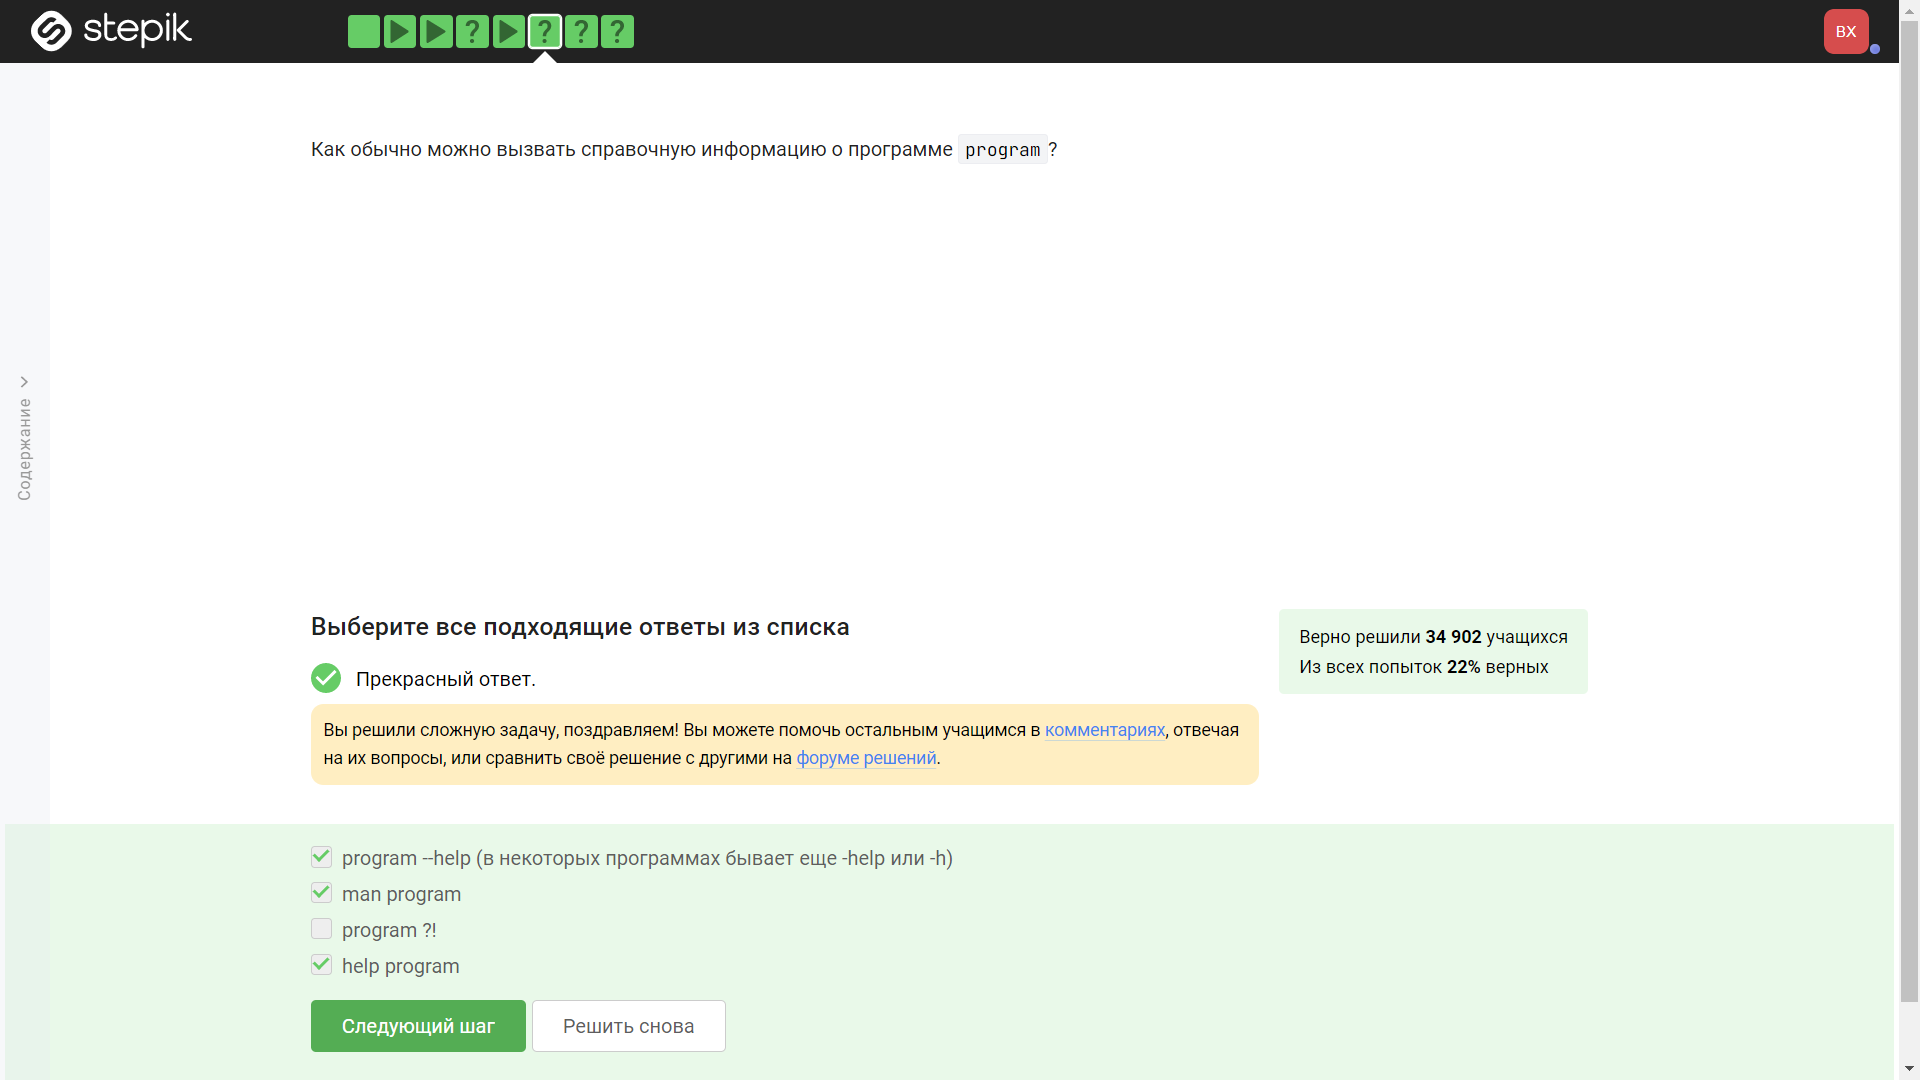 stepik
? ? ? ?
ВХ
Содержание
Как обычно можно вызвать справочную информацию о программе program?
Выберите все подходящие ответы из списка
Верно решили 34 902 учащихся
Из всех попыток 22% верных
Прекрасный ответ.
Вы решили сложную задачу, поздравляем! Вы можете помочь остальным учащимся в комментариях, отвечая
на их вопросы, или сравнить своё решение с другими на форуме решений.
program --help (в некоторых программах бывает еще -help или -h)
man program
program ?!
help program
Следующий шаг
Решить снова